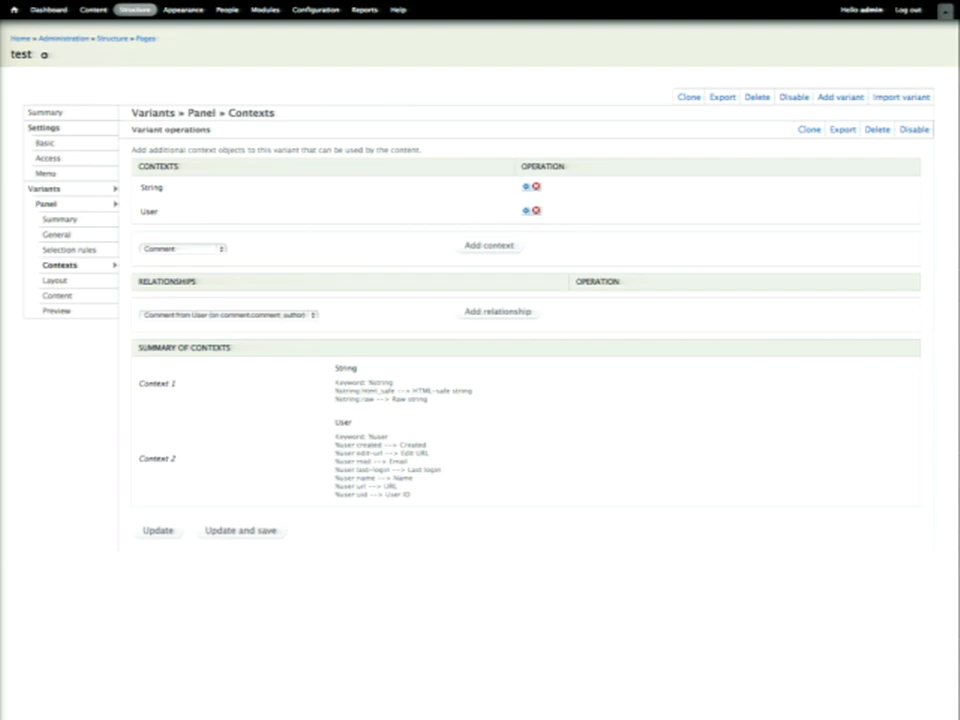 Dashboard Content Structure Appearance People Modules Configuration Reports Help Hello admin Log out
Home » Administration » Structure » Pages
test
Clone Export Delete Disable Add variant Import variant
Summary
Settings
Basic
Access
Menu
Variants
Panel
Summary
General
Selection rules
Contexts
Layout
Content
Preview
Variants » Panel » Contexts
Variant operations Clone Export Delete Disable
Add additional context objects to this variant that can be used by the content.
CONTEXTS OPERATION
String
User
Comment Add context
RELATIONSHIPS OPERATION
Comment from User (on comment.comment_author) Add relationship
SUMMARY OF CONTEXTS
Context 1
String
Keyword: %string
%string:html_safe --> HTML-safe string
%string:raw --> Raw string
Context 2
User
Keyword: %user
%user:created --> Created
%user:edit-url --> Edit URL
%user:mail --> Email
%user:last-login --> Last login
%user:name --> Name
%user:url --> URL
%user:uid --> User ID
Update Update and save